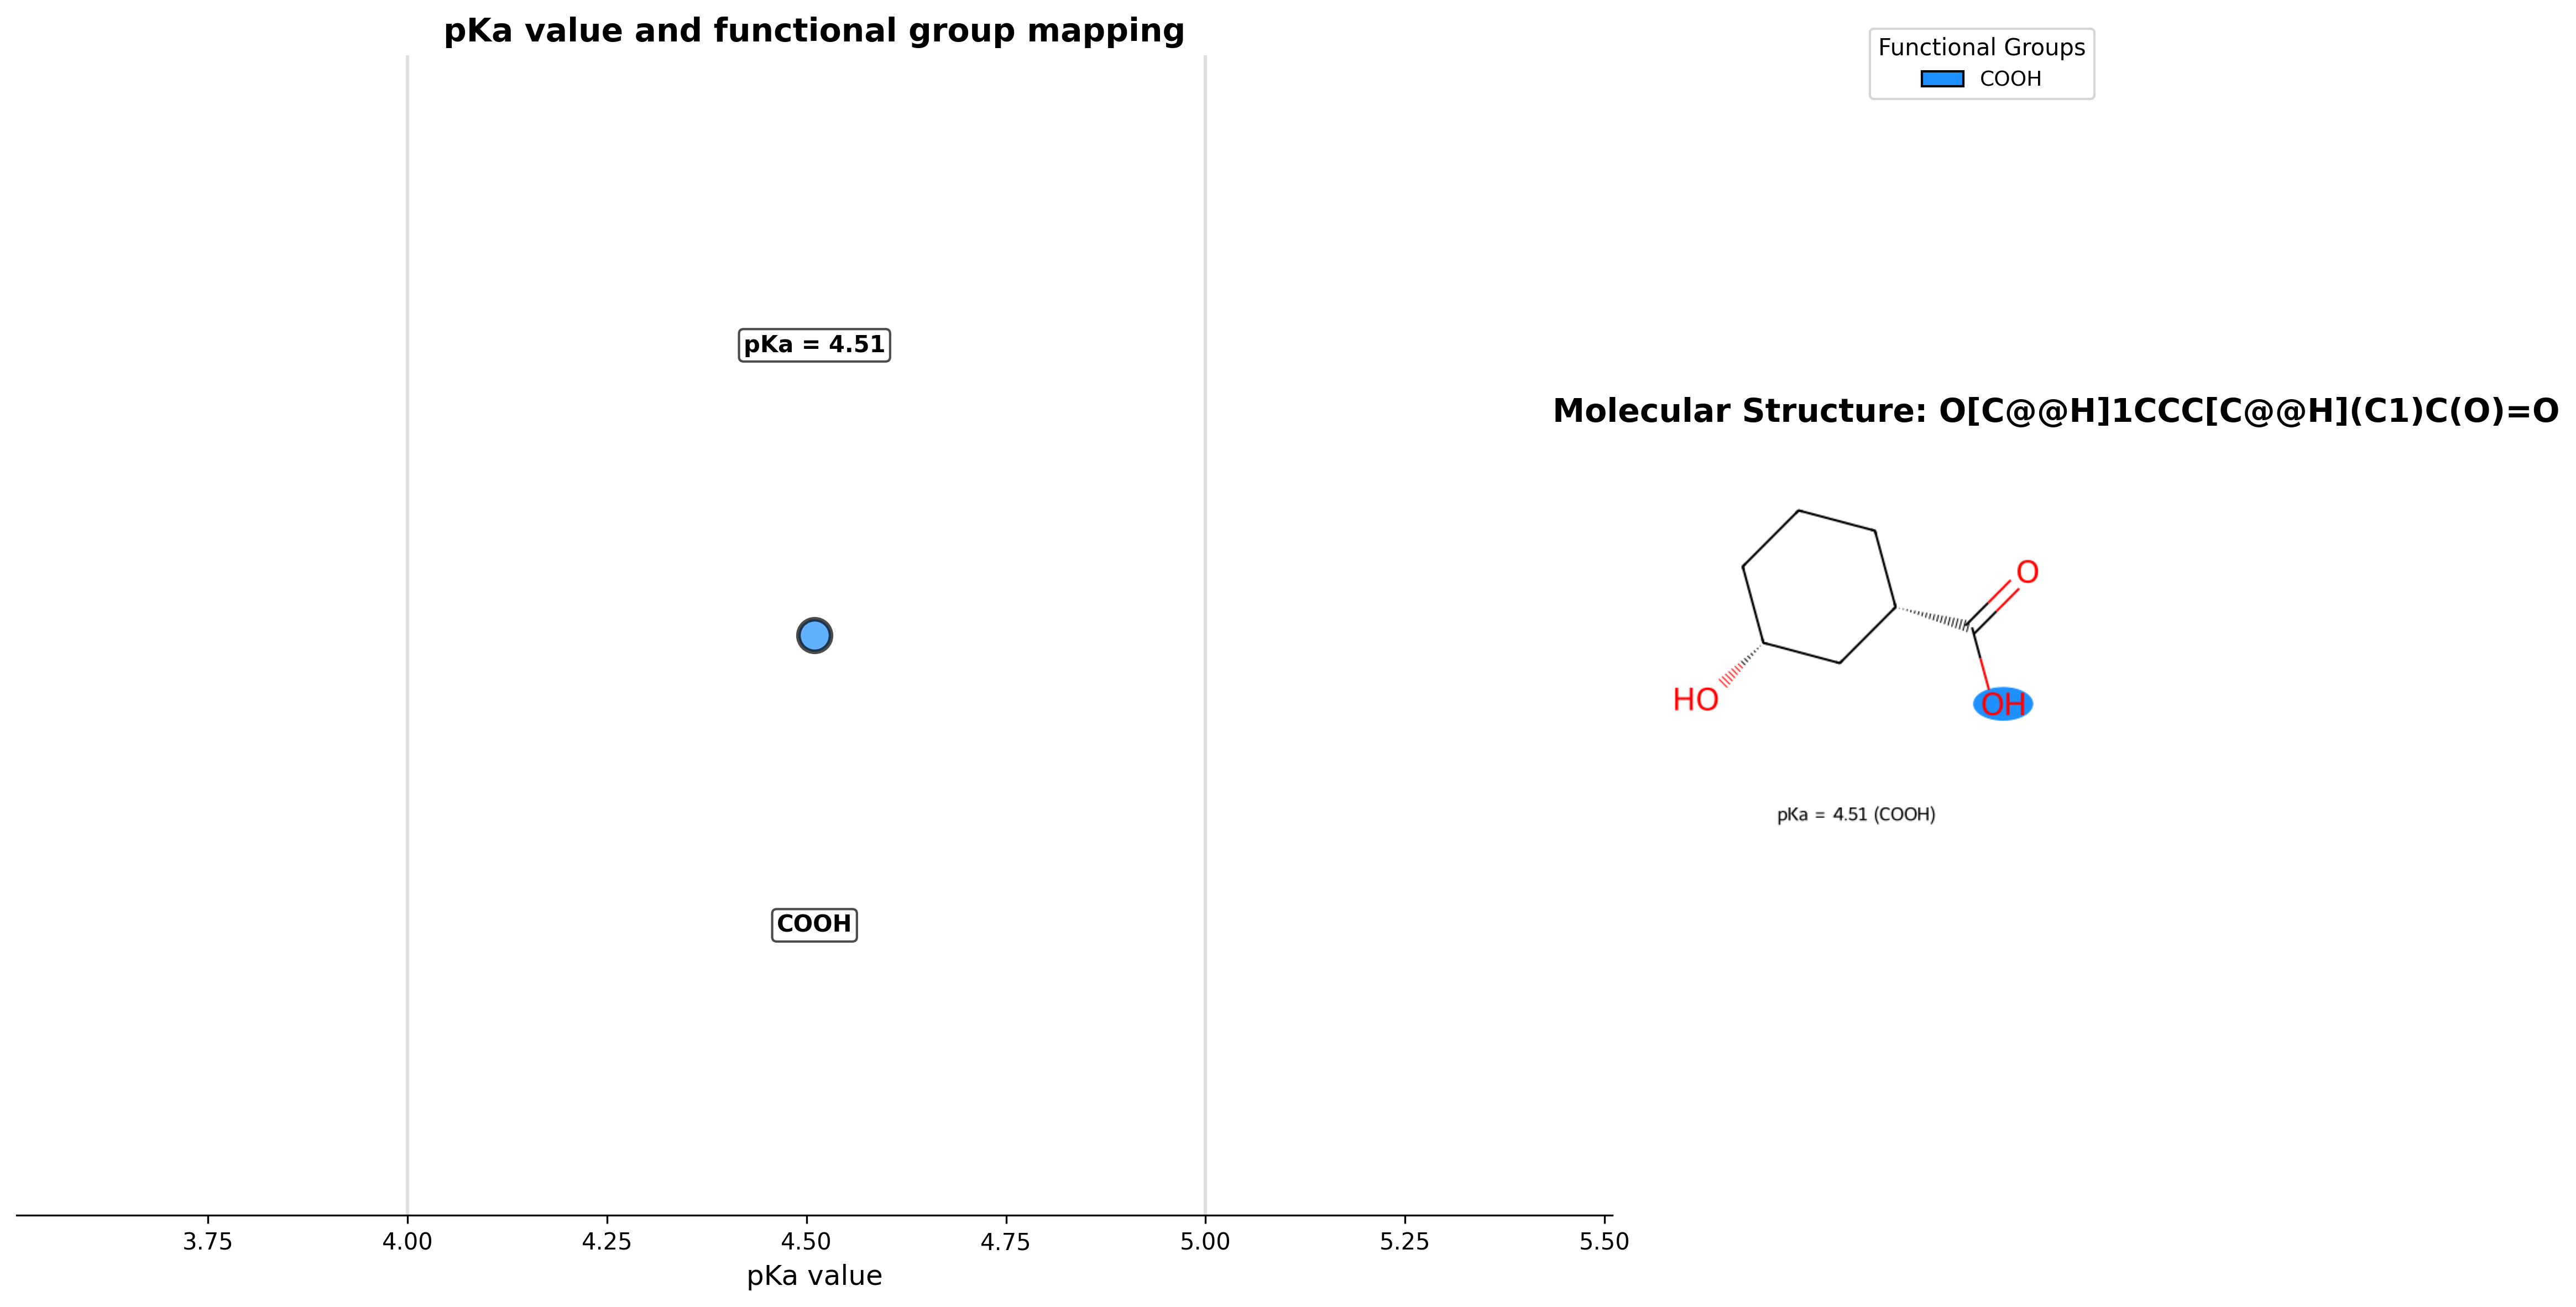 pKa value and functional group mapping
pKa = 4.51
COOH
3.75 4.00 4.25 4.50 4.75 5.00 5.25 5.50
pKa value
Functional Groups
COOH
Molecular Structure: O[C@@H]1CCC[C@@H](C1)C(O)=O
O
HO
OH
pKa = 4.51 (COOH)